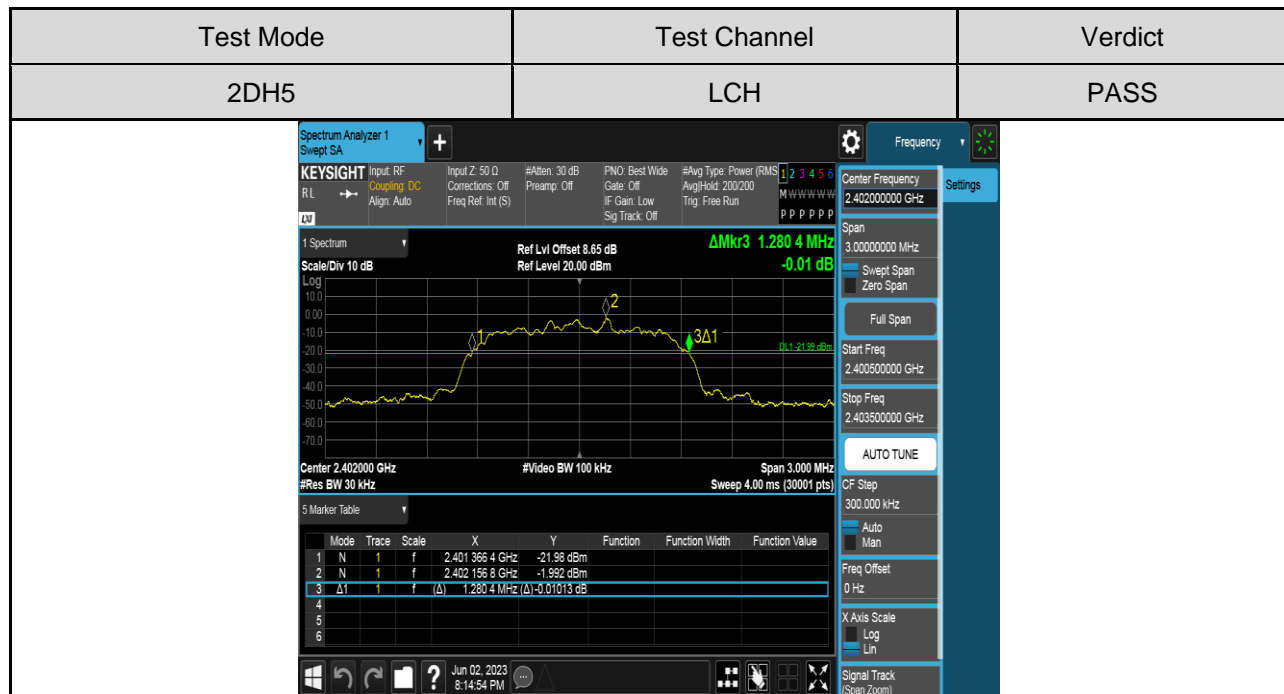 Test Mode Test Channel Verdict
2DH5 LCH PASS
Spectrum Analyzer 1
Swept SA
+
Frequency
KEYSIGHT Input: RF Input Z: 50 Ω #Atten: 30 dB PNO: Best Wide #Avg Type: Power (RMS 1 2 3 4 5 6
RL Coupling: DC Corrections: Off Preamp: Off Gate: Off Avg|Hold: 200/200 M W W W W W
Align: Auto Freq Ref: Int (S) IF Gain: Low Trig: Free Run
LXI Sig Track: Off P P P P P P
1 Spectrum Ref Lvl Offset 8.65 dB ΔMkr3 1.280 4 MHz
Scale/Div 10 dB Ref Level 20.00 dBm -0.01 dB
Log
10.0
0.00
-10.0
-20.0
-30.0
-40.0
-50.0
-60.0
-70.0
1
2
3Δ1
DL1 -21.99 dBm
Center 2.402000 GHz #Video BW 100 kHz Span 3.000 MHz
#Res BW 30 kHz Sweep 4.00 ms (30001 pts)
5 Marker Table
Mode Trace Scale X Y Function Function Width Function Value
1 N 1 f 2.401 366 4 GHz -21.98 dBm
2 N 1 f 2.402 156 8 GHz -1.992 dBm
3 Δ1 1 f (Δ) 1.280 4 MHz (Δ) -0.01013 dB
4
5
6
?
Jun 02, 2023
8:14:54 PM
Settings
Center Frequency
2.402000000 GHz
Span
3.00000000 MHz
Swept Span
Zero Span
Full Span
Start Freq
2.400500000 GHz
Stop Freq
2.403500000 GHz
AUTO TUNE
CF Step
300.000 kHz
Auto
Man
Freq Offset
0 Hz
X Axis Scale
Log
Lin
Signal Track
(Span Zoom)